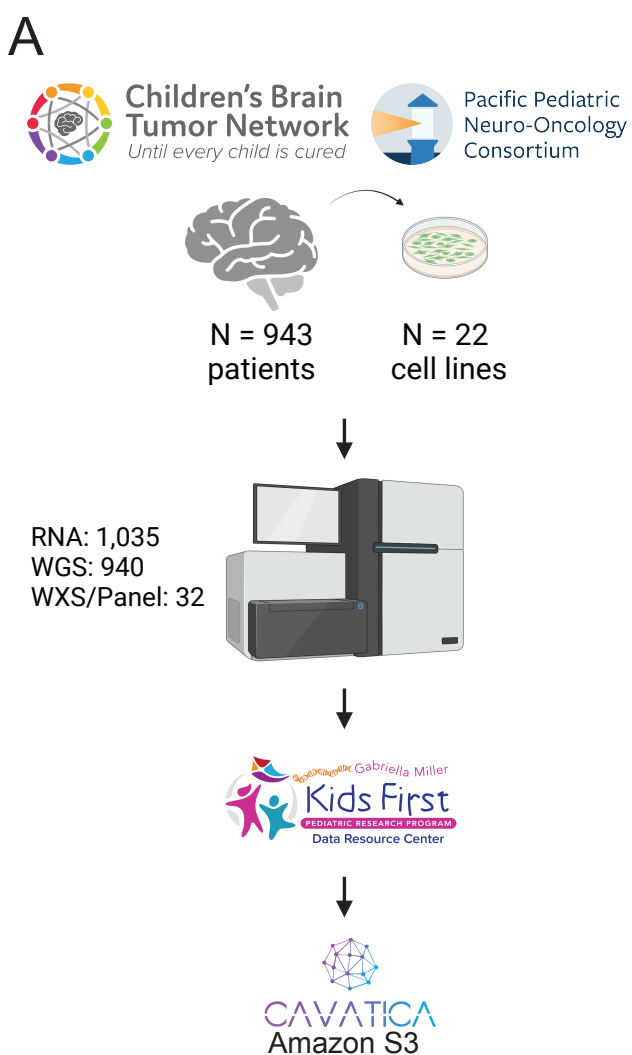 A
Children's Brain
Tumor Network
Until every child is cured
Pacific Pediatric
Neuro-Oncology
Consortium
N = 943
patients
N = 22
cell lines
RNA: 1,035
WGS: 940
WXS/Panel: 32
Gabriella Miller
Kids First
PEDIATRIC RESEARCH PROGRAM
Data Resource Center
CAVATICA
Amazon S3